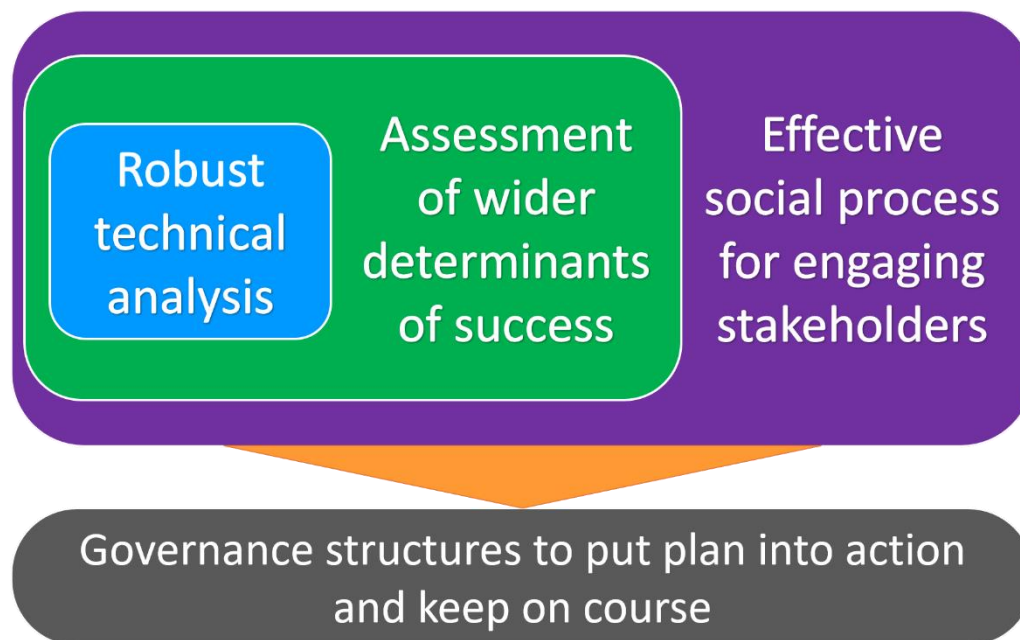 Robust
technical
analysis
Assessment
of wider
determinants
of success
Effective
social process
for engaging
stakeholders
Governance structures to put plan into action
and keep on course